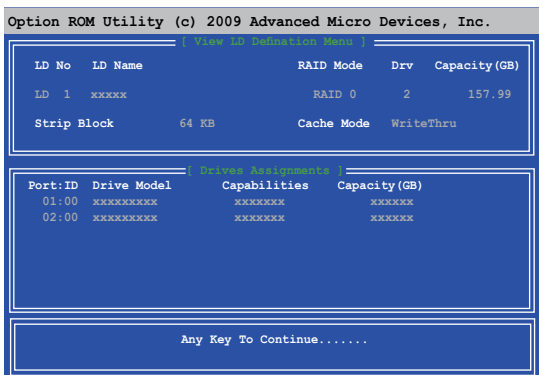 Option ROM Utility (c) 2009 Advanced Micro Devices, Inc.
[ View LD Defination Menu ]
LD No LD Name RAID Mode Drv Capacity(GB)
LD 1 xxxxx RAID 0 2 157.99
Strip Block 64 KB Cache Mode WriteThru
[ Drives Assignments ]
Port:ID Drive Model Capabilities Capacity(GB)
01:00 xxxxxxxxx xxxxxxx xxxxxx
02:00 xxxxxxxxx xxxxxxx xxxxxx
Any Key To Continue.......